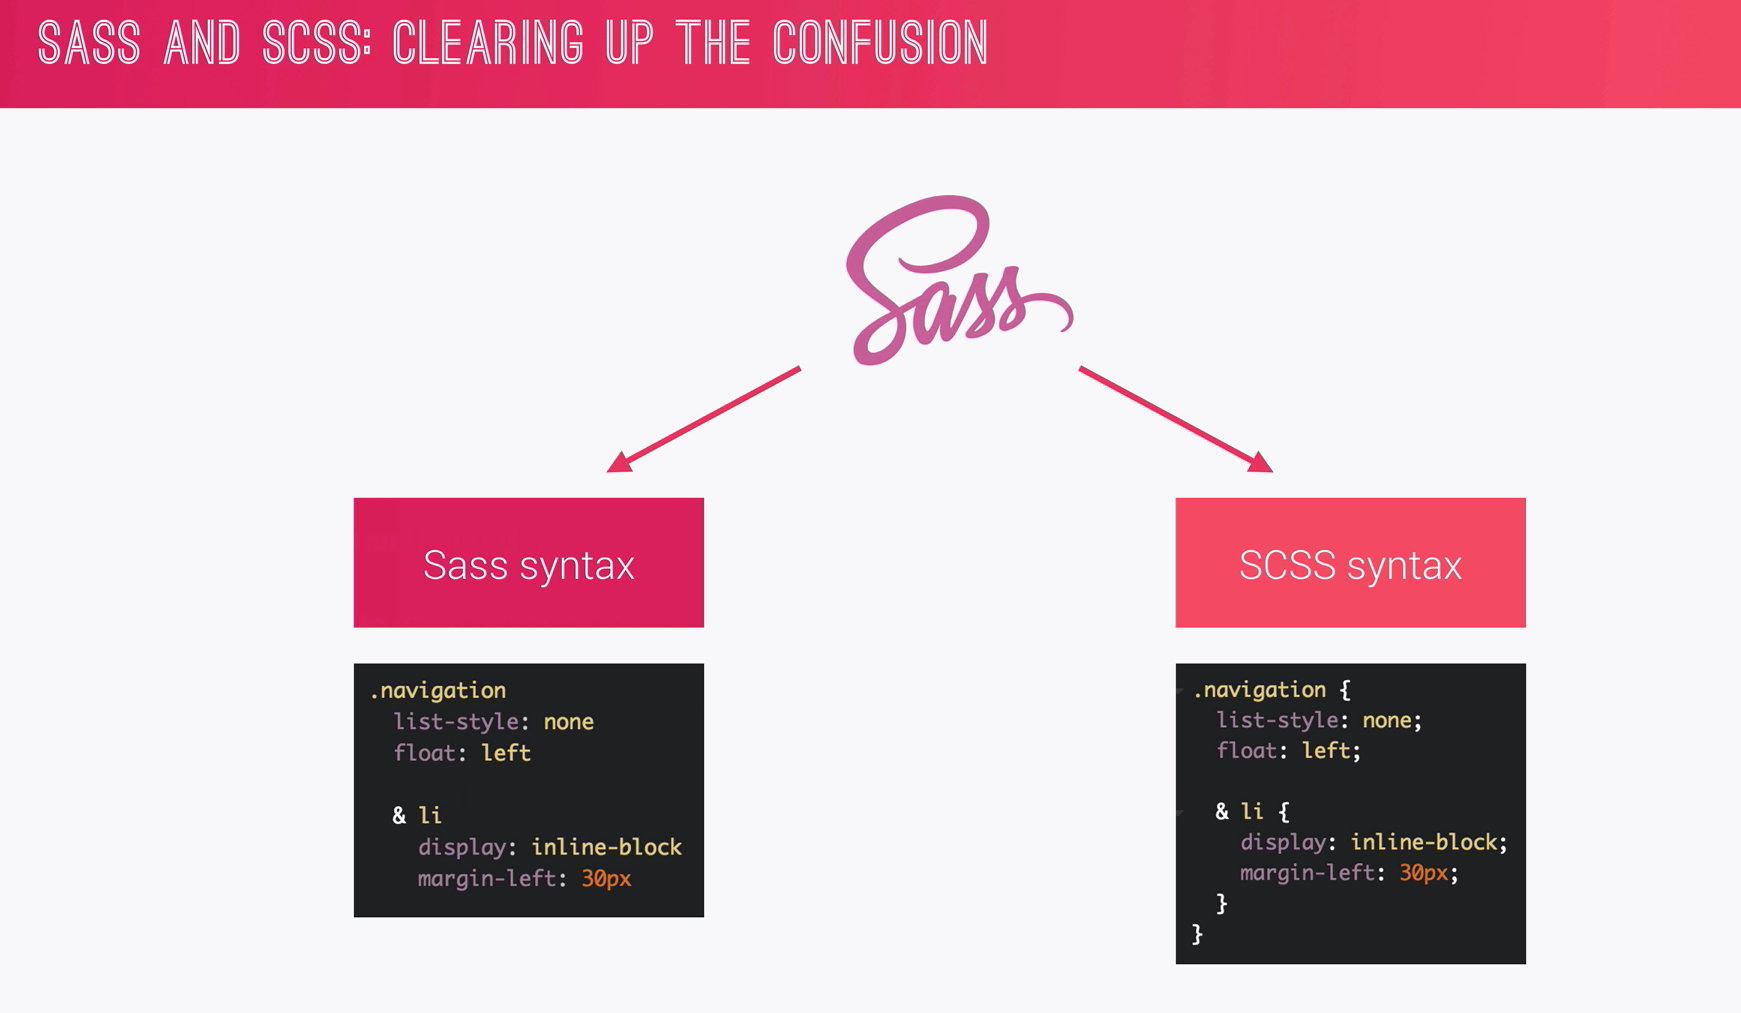 SASS AND SCSS: CLEARING UP THE CONFUSION
Sass
Sass syntax
.navigation
  list-style: none
  float: left
  & li
    display: inline-block
    margin-left: 30px
SCSS syntax
.navigation {
  list-style: none;
  float: left;
  & li {
    display: inline-block;
    margin-left: 30px;
  }
}